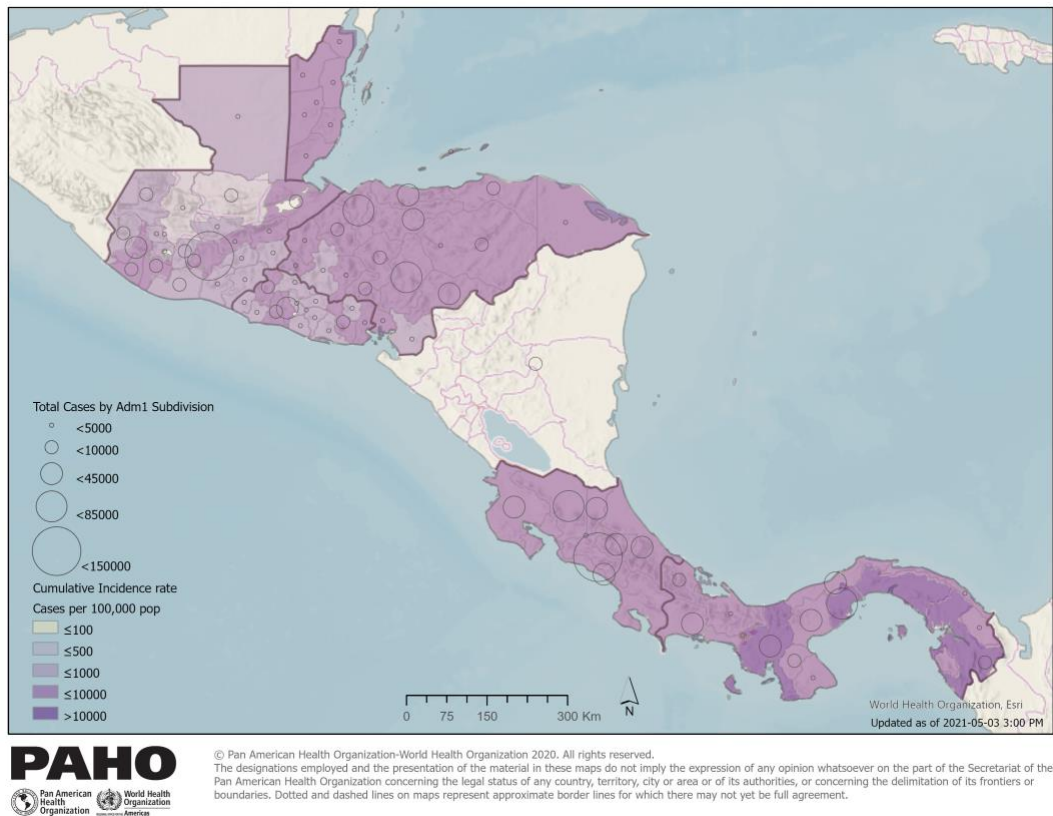 Total Cases by Adm1 Subdivision
<5000
<10000
<45000
<85000
<150000
Cumulative Incidence rate
Cases per 100,000 pop
≤100
≤500
≤1000
≤10000
>10000
0 75 150 300 Km
N
World Health Organization, Esri
Updated as of 2021-05-03 3:00 PM
PAHO
Pan American Health Organization
World Health Organization
Americas
© Pan American Health Organization-World Health Organization 2020. All rights reserved.
The designations employed and the presentation of the material in these maps do not imply the expression of any opinion whatsoever on the part of the Secretariat of the
Pan American Health Organization concerning the legal status of any country, territory, city or area or of its authorities, or concerning the delimitation of its frontiers or
boundaries. Dotted and dashed lines on maps represent approximate border lines for which there may not yet be full agreement.